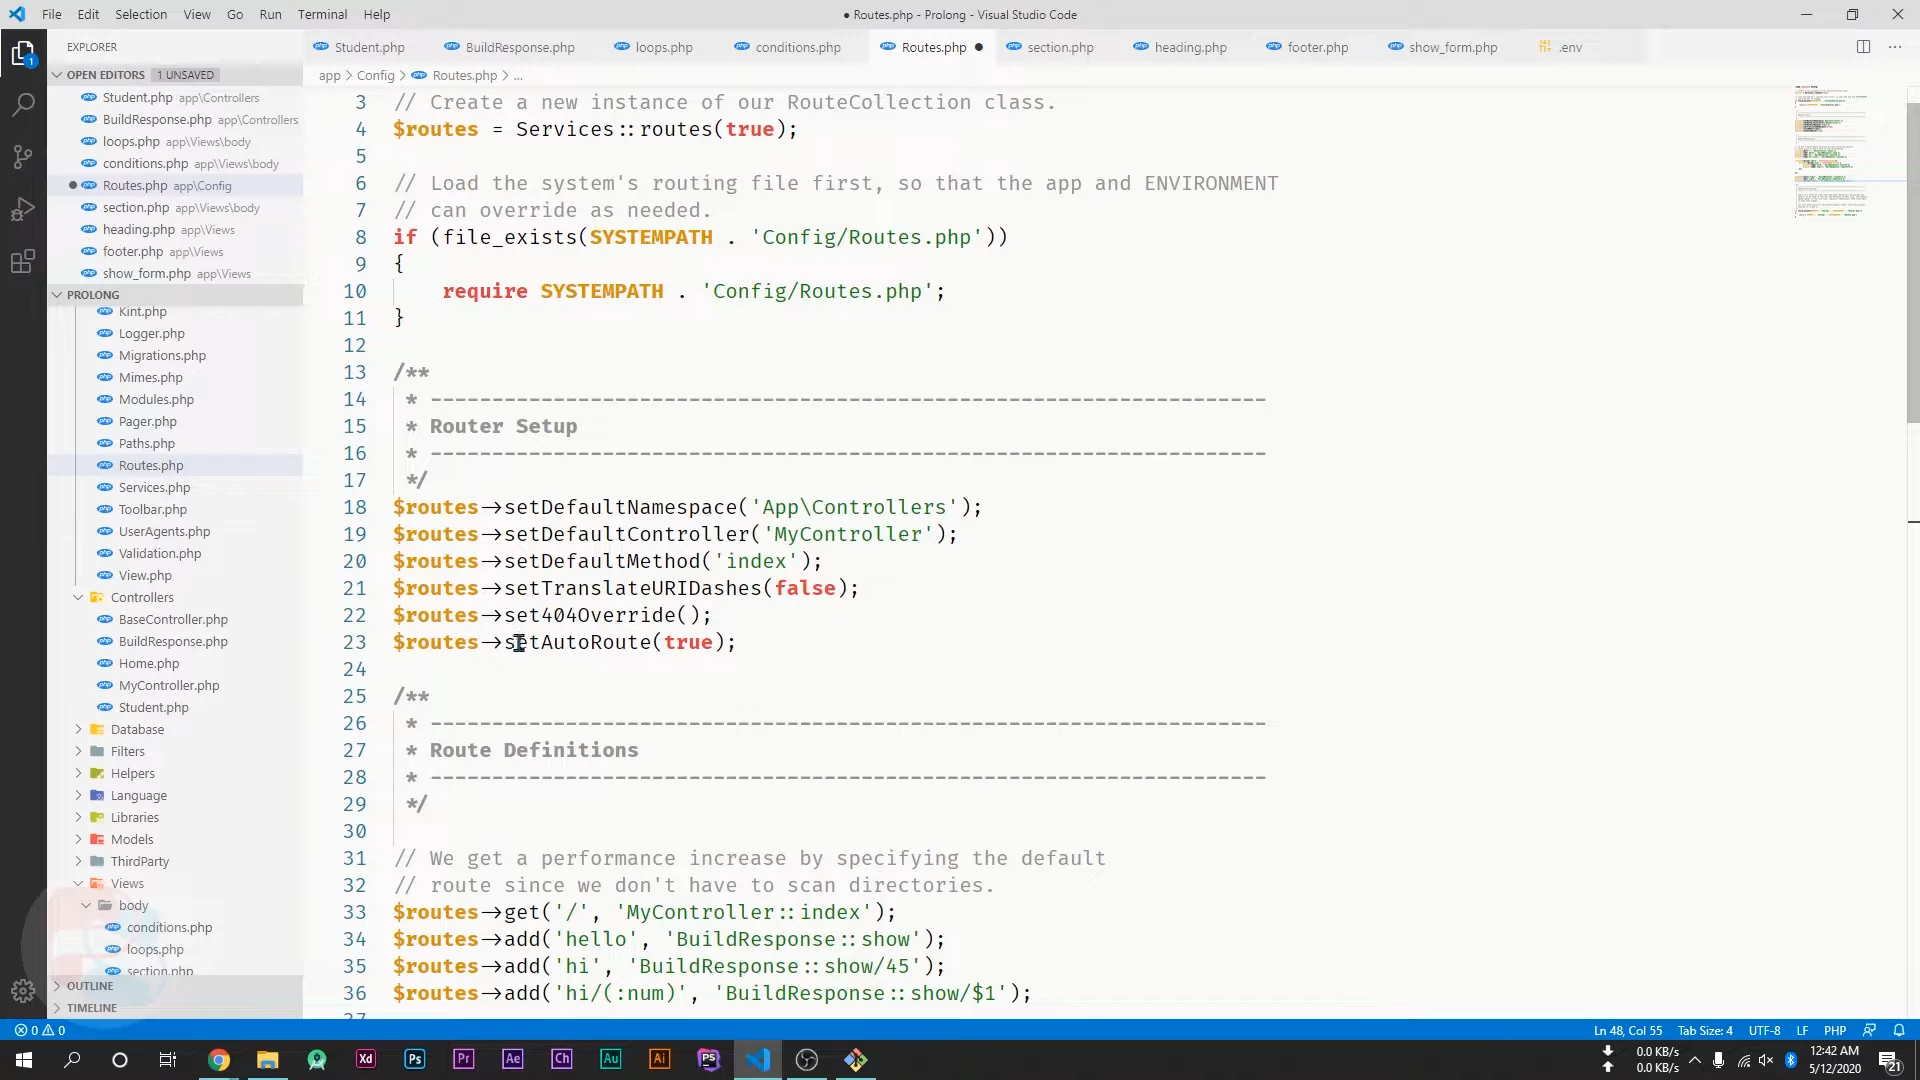 File Edit Selection View Go Run Terminal Help
● Routes.php - Prolong - Visual Studio Code
EXPLORER
OPEN EDITORS 1 UNSAVED
Student.php app\Controllers
BuildResponse.php app\Controllers
loops.php app\Views\body
conditions.php app\Views\body
Routes.php app\Config
section.php app\Views\body
heading.php app\Views
footer.php app\Views
show_form.php app\Views
PROLONG
Kint.php
Logger.php
Migrations.php
Mimes.php
Modules.php
Pager.php
Paths.php
Routes.php
Services.php
Toolbar.php
UserAgents.php
Validation.php
View.php
Controllers
BaseController.php
BuildResponse.php
Home.php
MyController.php
Student.php
Database
Filters
Helpers
Language
Libraries
Models
ThirdParty
Views
body
conditions.php
loops.php
section.php
OUTLINE
TIMELINE
Student.php BuildResponse.php loops.php conditions.php Routes.php ● section.php heading.php footer.php show_form.php .env
app > Config > Routes.php > ...
3 // Create a new instance of our RouteCollection class.
4 $routes = Services::routes(true);
5
6 // Load the system's routing file first, so that the app and ENVIRONMENT
7 // can override as needed.
8 if (file_exists(SYSTEMPATH . 'Config/Routes.php'))
9 {
10 require SYSTEMPATH . 'Config/Routes.php';
11 }
12
13 /**
14 * --------------------------------------------------------------------
15 * Router Setup
16 * --------------------------------------------------------------------
17 */
18 $routes->setDefaultNamespace('App\Controllers');
19 $routes->setDefaultController('MyController');
20 $routes->setDefaultMethod('index');
21 $routes->setTranslateURIDashes(false);
22 $routes->set404Override();
23 $routes->setAutoRoute(true);
24
25 /**
26 * --------------------------------------------------------------------
27 * Route Definitions
28 * --------------------------------------------------------------------
29 */
30
31 // We get a performance increase by specifying the default
32 // route since we don't have to scan directories.
33 $routes->get('/', 'MyController::index');
34 $routes->add('hello', 'BuildResponse::show');
35 $routes->add('hi', 'BuildResponse::show/45');
36 $routes->add('hi/(:num)', 'BuildResponse::show/$1');
37
0 0 Ln 48, Col 55 Tab Size: 4 UTF-8 LF PHP
Xd Ps Pr Ae Ch Au Ai PS
0.0 KB/s
0.0 KB/s
12:42 AM
5/12/2020
21